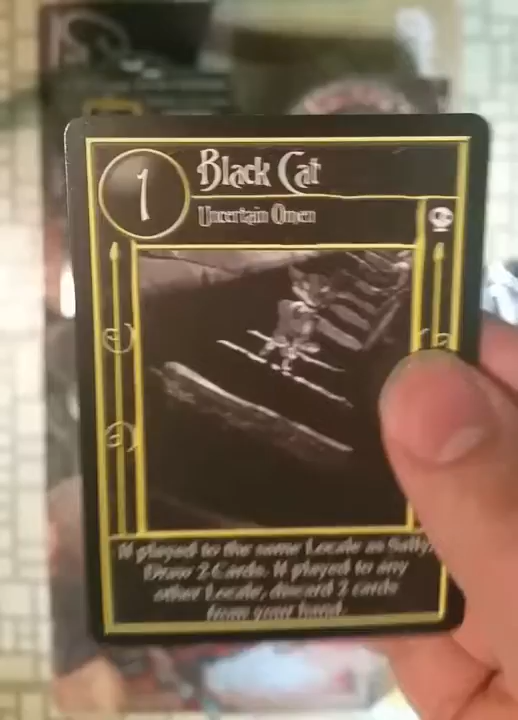 1
Black Cat
Uncertain Omen
If played to the same Locale as Sally,
Draw 2 Cards. If played to any
other Locale, discard 2 cards
from your hand.